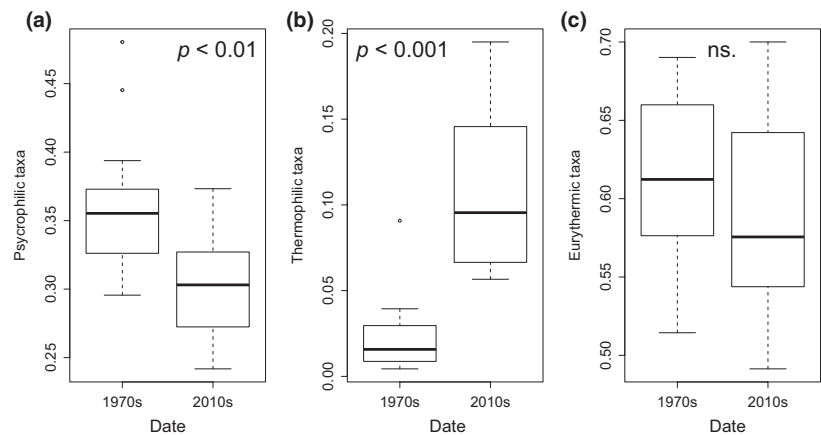 (a)
p < 0.01
Psycrophilic taxa
0.45
0.40
0.35
0.30
0.25
1970s
2010s
Date
(b)
p < 0.001
Thermophilic taxa
0.20
0.15
0.10
0.05
0.00
1970s
2010s
Date
(c)
ns.
Eurythermic taxa
0.70
0.65
0.60
0.55
0.50
1970s
2010s
Date